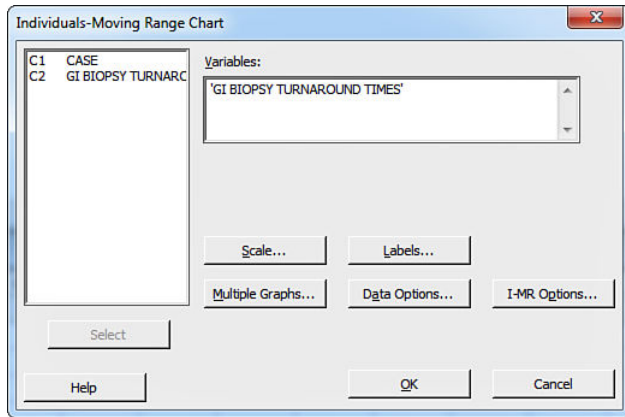 Individuals-Moving Range Chart
C1 CASE
C2 GI BIOPSY TURNARC
Variables:
'GI BIOPSY TURNAROUND TIMES'
Scale...
Labels...
Multiple Graphs...
Data Options...
I-MR Options...
Select
Help
OK
Cancel